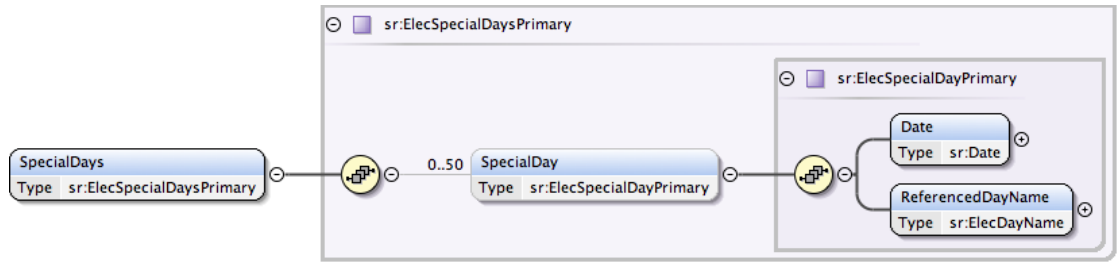 sr:ElecSpecialDaysPrimary
sr:ElecSpecialDayPrimary
Date
Type sr:Date
SpecialDays
Type sr:ElecSpecialDaysPrimary
0..50
SpecialDay
Type sr:ElecSpecialDayPrimary
ReferencedDayName
Type sr:ElecDayName